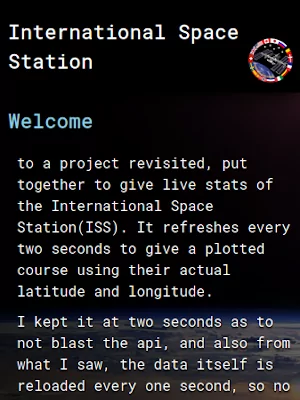 International Space
Station
Welcome
to a project revisited, put
together to give live stats of
the International Space
Station(ISS). It refreshes every
two seconds to give a plotted
course using their actual
latitude and longitude.
I kept it at two seconds as to
not blast the api, and also from
what I saw, the data itself is
reloaded every one second, so no